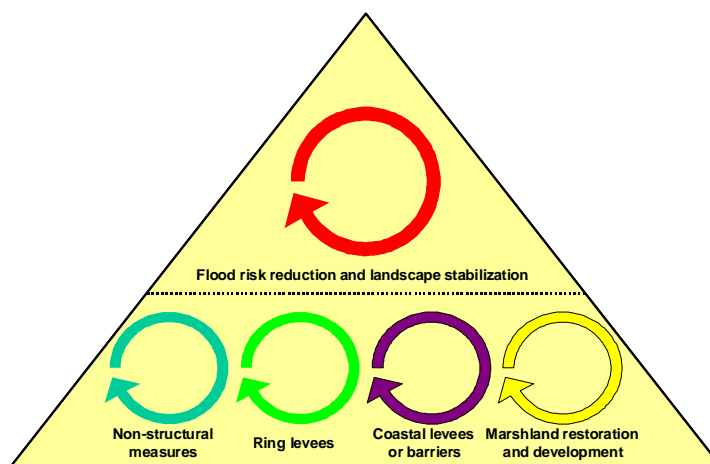 Flood risk reduction and landscape stabilization
Non-structural
measures
Ring levees
Coastal levees
or barriers
Marshland restoration
and development